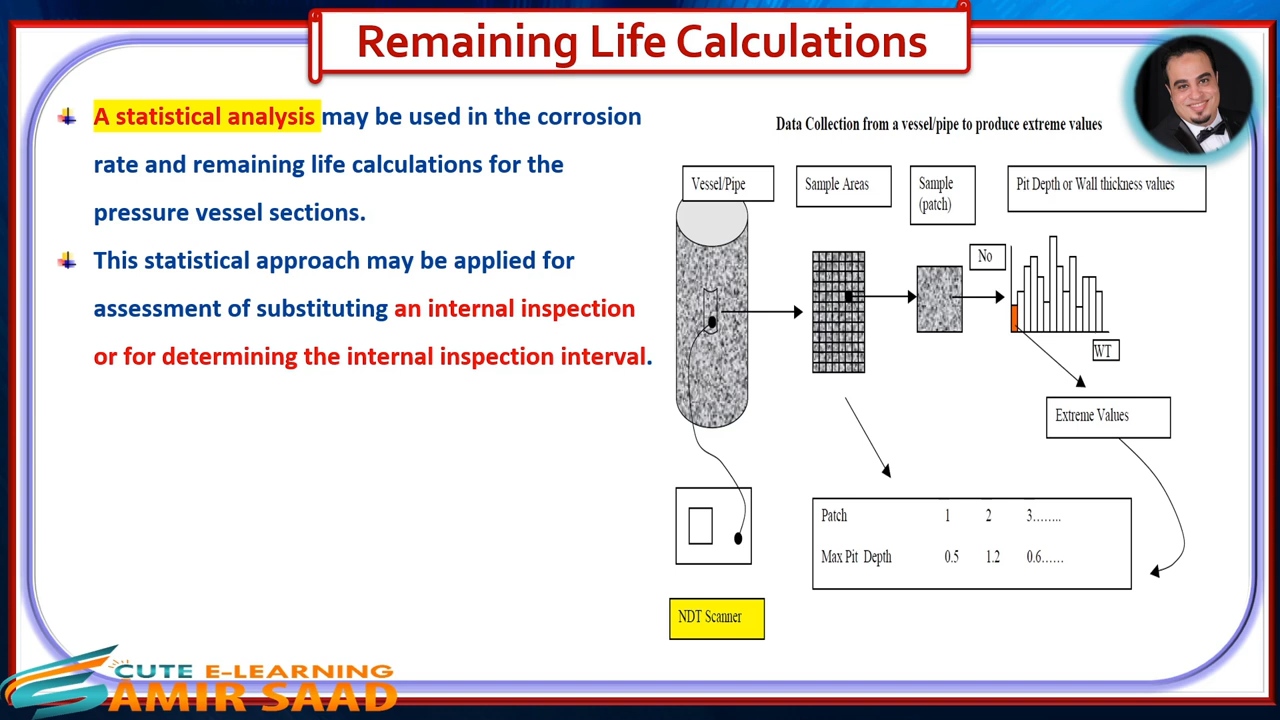 Remaining Life Calculations
A statistical analysis may be used in the corrosion
rate and remaining life calculations for the
pressure vessel sections.
This statistical approach may be applied for
assessment of substituting an internal inspection
or for determining the internal inspection interval.
Data Collection from a vessel/pipe to produce extreme values
Vessel/Pipe
Sample Areas
Sample
(patch)
Pit Depth or Wall thickness values
No
WT
Extreme Values
Patch 1 2 3........
Max Pit Depth 0.5 1.2 0.6......
NDT Scanner
CUTE E-LEARNING
AMIR SAAD